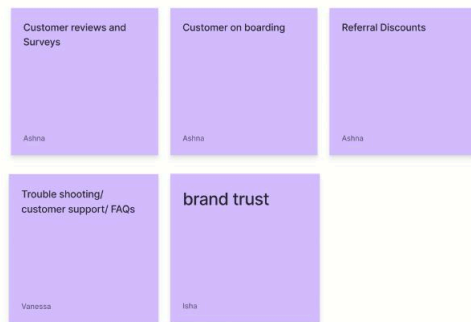 Customer reviews and
Surveys
Ashna
Customer on boarding
Ashna
Referral Discounts
Ashna
Trouble shooting/
customer support/ FAQs
Vanessa
brand trust
Isha